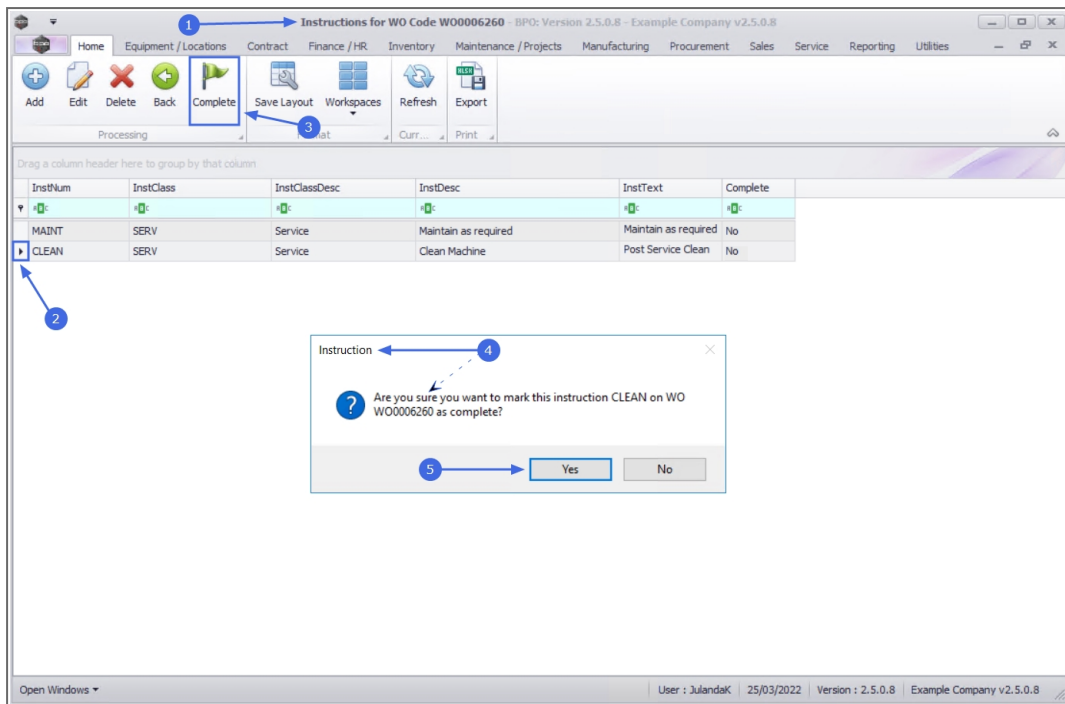 1
Instructions for WO Code WO0006260 - BPO: Version 2.5.0.8 - Example Company v2.5.0.8
Home Equipment / Locations Contract Finance / HR Inventory Maintenance / Projects Manufacturing Procurement Sales Service Reporting Utilities
Add Edit Delete Back Complete Save Layout Workspaces Refresh Export
3
Processing Format Curr... Print
Drag a column header here to group by that column
InstNum InstClass InstClassDesc InstDesc InstText Complete
MAINT SERV Service Maintain as required Maintain as required No
CLEAN SERV Service Clean Machine Post Service Clean No
2
Instruction 4
Are you sure you want to mark this instruction CLEAN on WO
WO0006260 as complete?
5 Yes No
Open Windows User : JulandaK 25/03/2022 Version : 2.5.0.8 Example Company v2.5.0.8